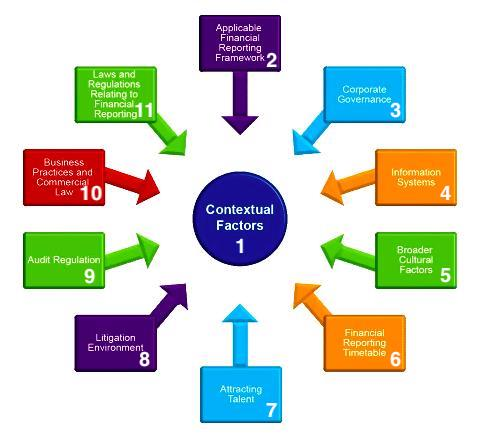 Contextual
Factors
1
Applicable
Financial
Reporting
Framework
2
Corporate
Governance
3
Information
Systems
4
Broader
Cultural
Factors
5
Financial
Reporting
Timetable
6
Attracting
Talent
7
Litigation
Environment
8
Audit Regulation
9
Business
Practices and
Commercial
Law
10
Laws and
Regulations
Relating to
Financial
Reporting
11